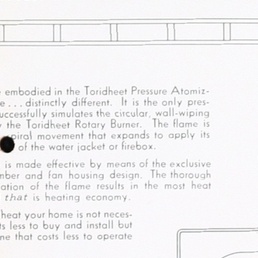 e embodied in the Toridheet Pressure Atomiz-
e . . . distinctly different. It is the only pres-
uccessfully simulates the circular, wall-wiping
y the Toridheet Rotary Burner. The flame is
spiral movement that expands to apply its
of the water jacket or firebox.
is made effective by means of the exclusive
mber and fan housing design. The thorough
ation of the flame results in the most heat
that is heating economy.
heat your home is not neces-
ts less to buy and install but
me that costs less to operate